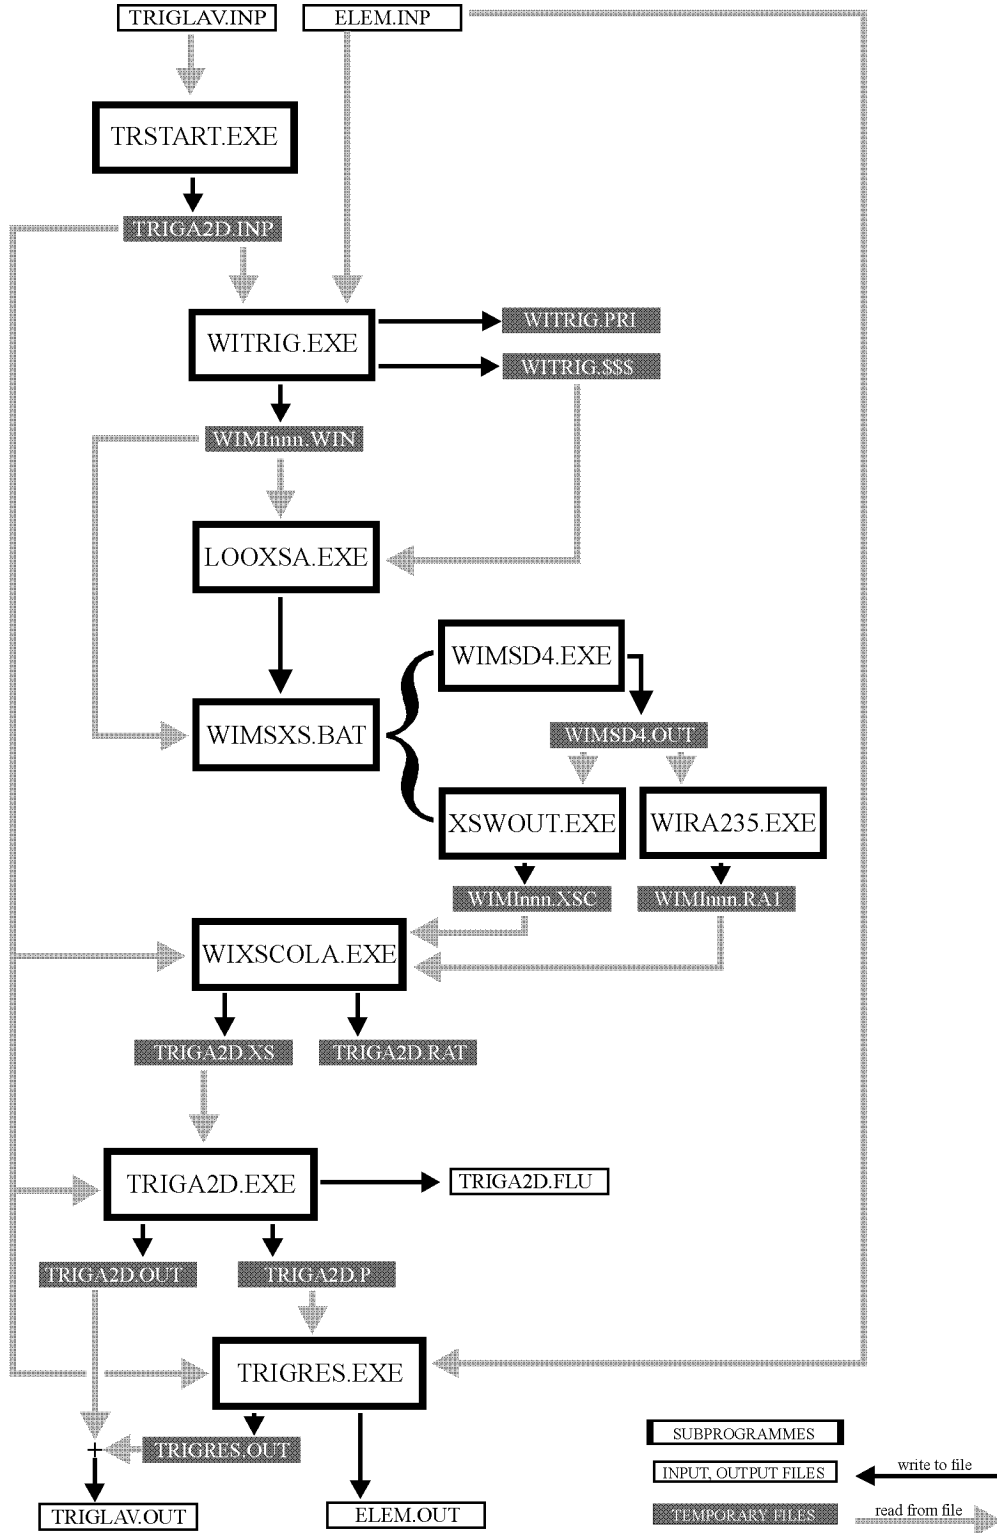 TRIGLAV.INP
ELEM.INP
TRSTART.EXE
TRIGA2D.INP
WITRIG.EXE
WITRIG.PRI
WITRIG.$$$
WIMInnn.WIN
LOOXSA.EXE
WIMSD4.EXE
WIMSXS.BAT
WIMSD4.OUT
XSWOUT.EXE
WIRA235.EXE
WIMInnn.XSC
WIMInnn.RA1
WIXSCOLA.EXE
TRIGA2D.XS
TRIGA2D.RAT
TRIGA2D.EXE
TRIGA2D.FLU
TRIGA2D.OUT
TRIGA2D.P
TRIGRES.EXE
+
TRIGRES.OUT
TRIGLAV.OUT
ELEM.OUT
SUBPROGRAMMES
INPUT, OUTPUT FILES
write to file
TEMPORARY FILES
read from file